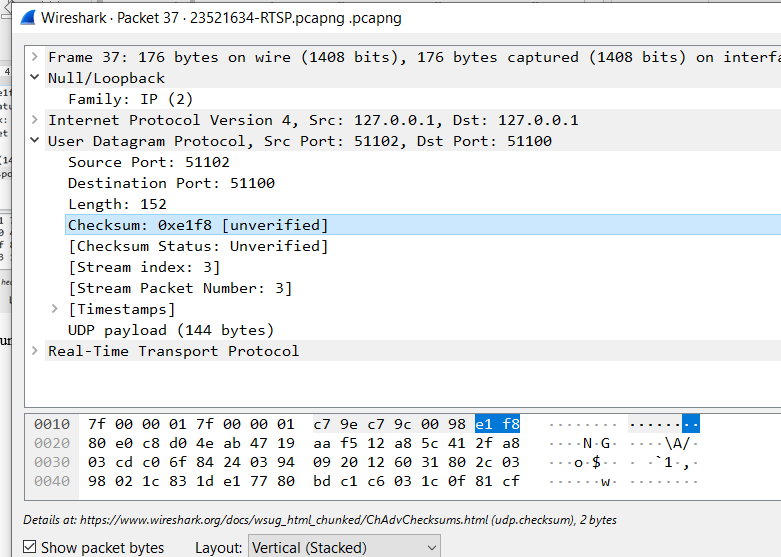 Wireshark · Packet 37 · 23521634-RTSP.pcapng .pcapng
Frame 37: 176 bytes on wire (1408 bits), 176 bytes captured (1408 bits) on interfa
Null/Loopback
Family: IP (2)
Internet Protocol Version 4, Src: 127.0.0.1, Dst: 127.0.0.1
User Datagram Protocol, Src Port: 51102, Dst Port: 51100
Source Port: 51102
Destination Port: 51100
Length: 152
Checksum: 0xe1f8 [unverified]
[Checksum Status: Unverified]
[Stream index: 3]
[Stream Packet Number: 3]
[Timestamps]
UDP payload (144 bytes)
Real-Time Transport Protocol
0010 7f 00 00 01 7f 00 00 01 c7 9e c7 9c 00 98 e1 f8 ········ ········
0020 80 e0 c8 d0 4e ab 47 19 aa f5 12 a8 5c 41 2f a8 ····N·G· ····\A/·
0030 03 cd c0 6f 84 24 03 94 09 20 12 60 31 80 2c 03 ···o·$·· · ·`1·,·
0040 98 02 1c 83 1d e1 77 80 bd c1 c6 03 1c 0f 81 cf ······w· ········
Details at: https://www.wireshark.org/docs/wsug_html_chunked/ChAdvChecksums.html (udp.checksum), 2 bytes
Show packet bytes Layout: Vertical (Stacked)